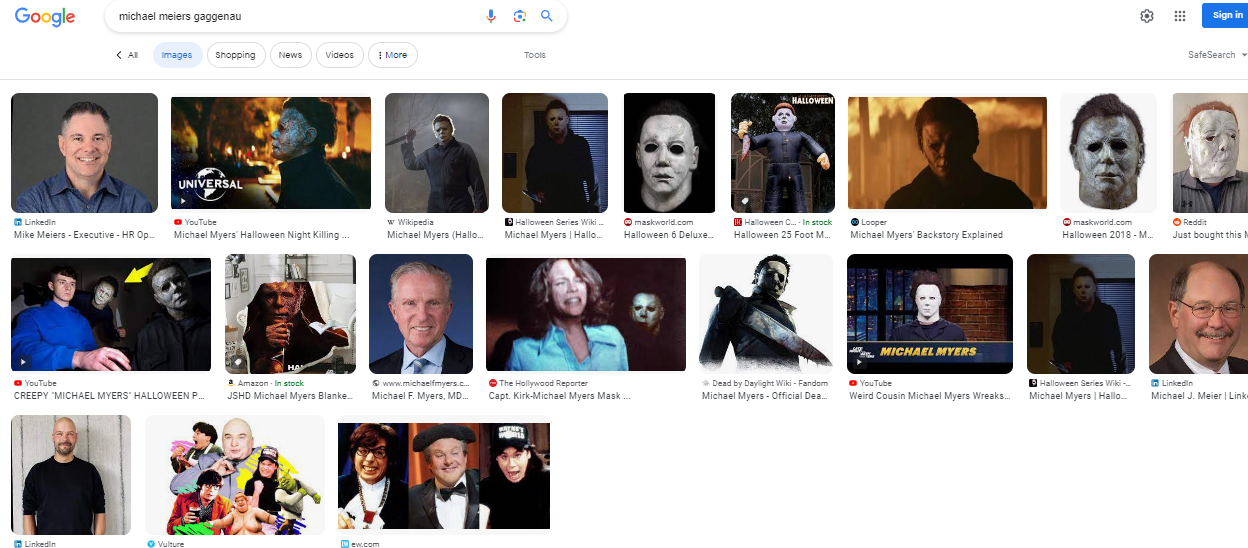 Google
michael meiers gaggenau
Sign in
All
Images
Shopping
News
Videos
More
Tools
SafeSearch
UNIVERSAL
HALLOWEEN
LinkedIn
Mike Meiers - Executive - HR Op...
YouTube
Michael Myers' Halloween Night Killing ...
Wikipedia
Michael Myers (Hallo...
Halloween Series Wiki ...
Michael Myers | Hallo...
maskworld.com
Halloween 6 Deluxe...
Halloween C... · In stock
Halloween 25 Foot M...
Looper
Michael Myers' Backstory Explained
maskworld.com
Halloween 2018 - M...
Reddit
Just bought this M
MICHAEL MYERS
YouTube
CREEPY "MICHAEL MYERS" HALLOWEEN P...
Amazon · In stock
JSHD Michael Myers Blanke...
www.michaelfmyers.c...
Michael F. Myers, MD...
The Hollywood Reporter
Capt. Kirk-Michael Myers Mask ...
Dead by Daylight Wiki - Fandom
Michael Myers - Official Dea...
YouTube
Weird Cousin Michael Myers Wreaks...
Halloween Series Wiki -...
Michael Myers | Hallo...
LinkedIn
Michael J. Meier | Link
WAYNE'S WORLD
LinkedIn
Vulture
ew.com